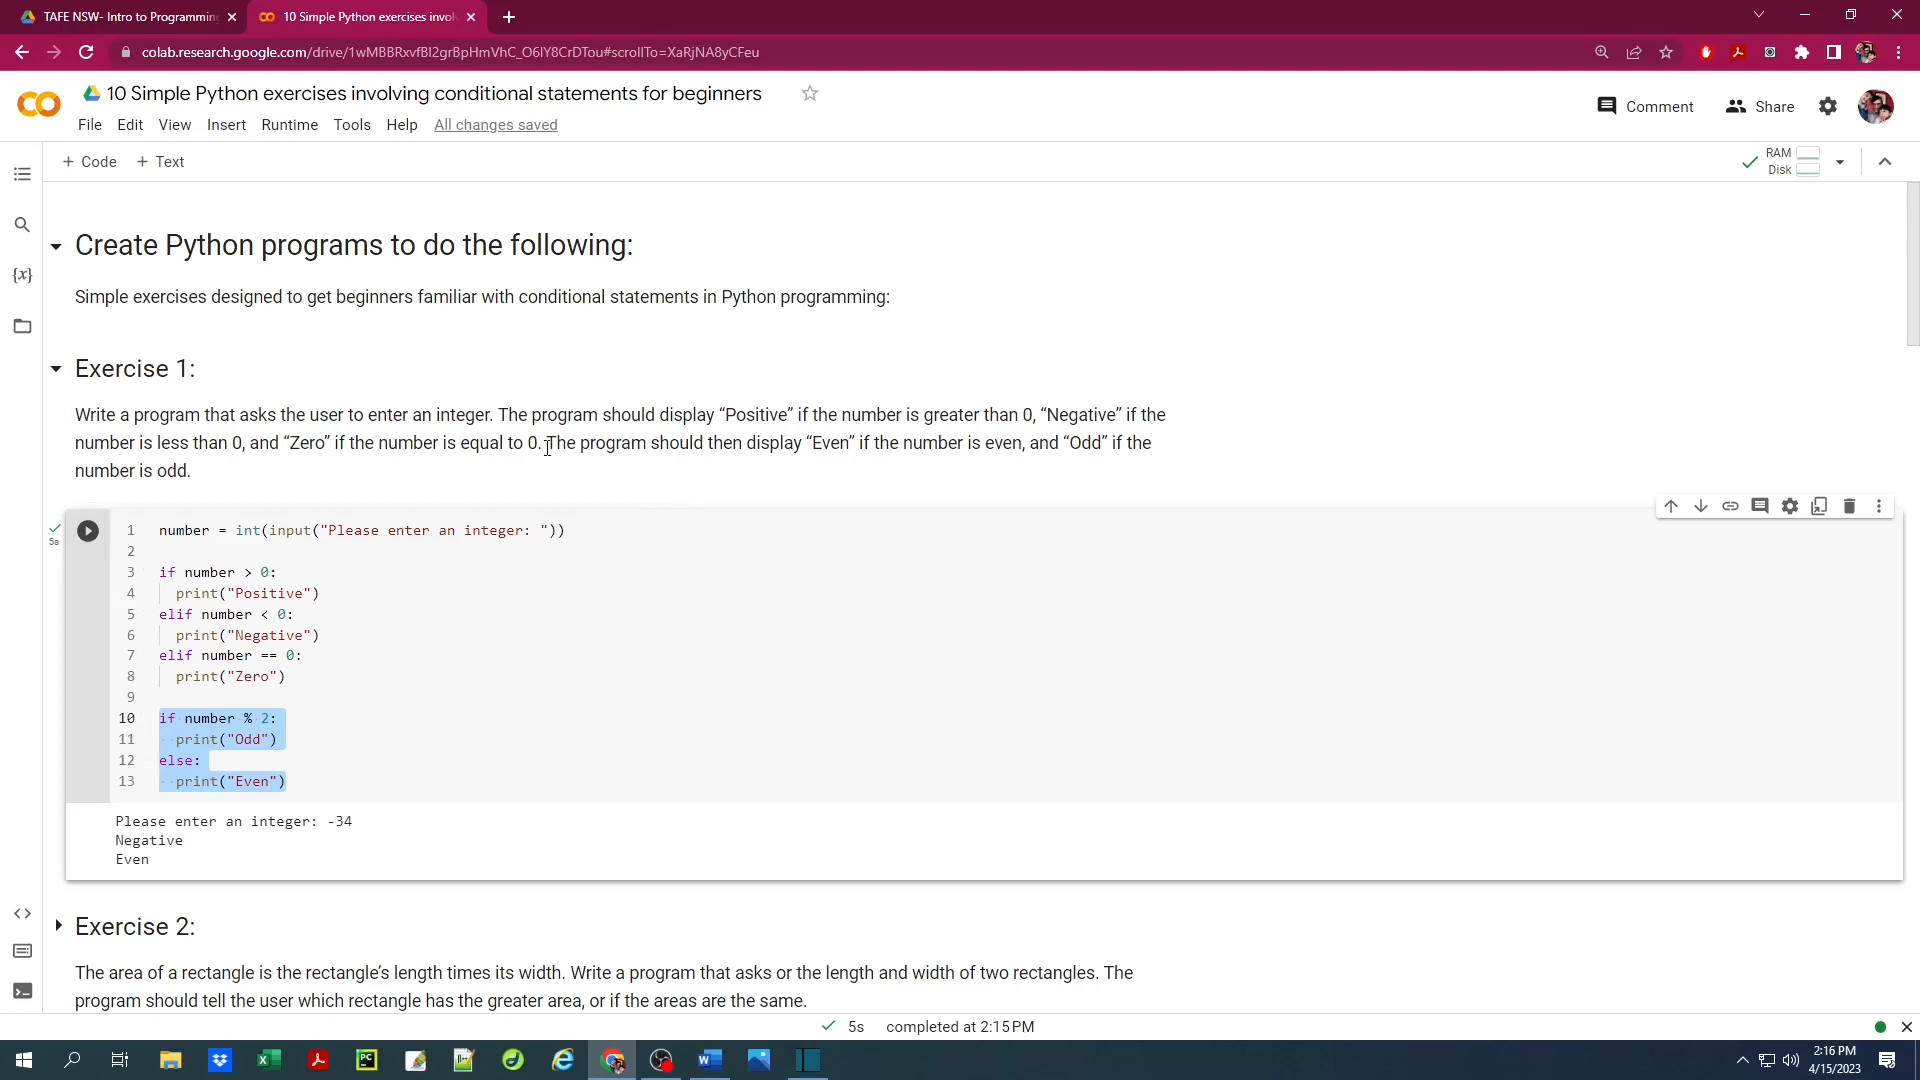 TAFE NSW- Intro to Programming
10 Simple Python exercises invol
colab.research.google.com/drive/1wMBBRxvfBI2grBpHmVhC_O6lY8CrDTou#scrollTo=XaRjNA8yCFeu
10 Simple Python exercises involving conditional statements for beginners
Comment
Share
File Edit View Insert Runtime Tools Help All changes saved
+ Code + Text
RAM
Disk
Create Python programs to do the following:
Simple exercises designed to get beginners familiar with conditional statements in Python programming:
Exercise 1:
Write a program that asks the user to enter an integer. The program should display “Positive” if the number is greater than 0, “Negative” if the
number is less than 0, and “Zero” if the number is equal to 0. The program should then display “Even” if the number is even, and “Odd” if the
number is odd.
5s
1 number = int(input("Please enter an integer: "))
2
3 if number > 0:
4 print("Positive")
5 elif number < 0:
6 print("Negative")
7 elif number == 0:
8 print("Zero")
9
10 if number % 2:
11 print("Odd")
12 else:
13 print("Even")
Please enter an integer: -34
Negative
Even
Exercise 2:
The area of a rectangle is the rectangle’s length times its width. Write a program that asks or the length and width of two rectangles. The
program should tell the user which rectangle has the greater area, or if the areas are the same.
5s completed at 2:15 PM
2:16 PM
4/15/2023